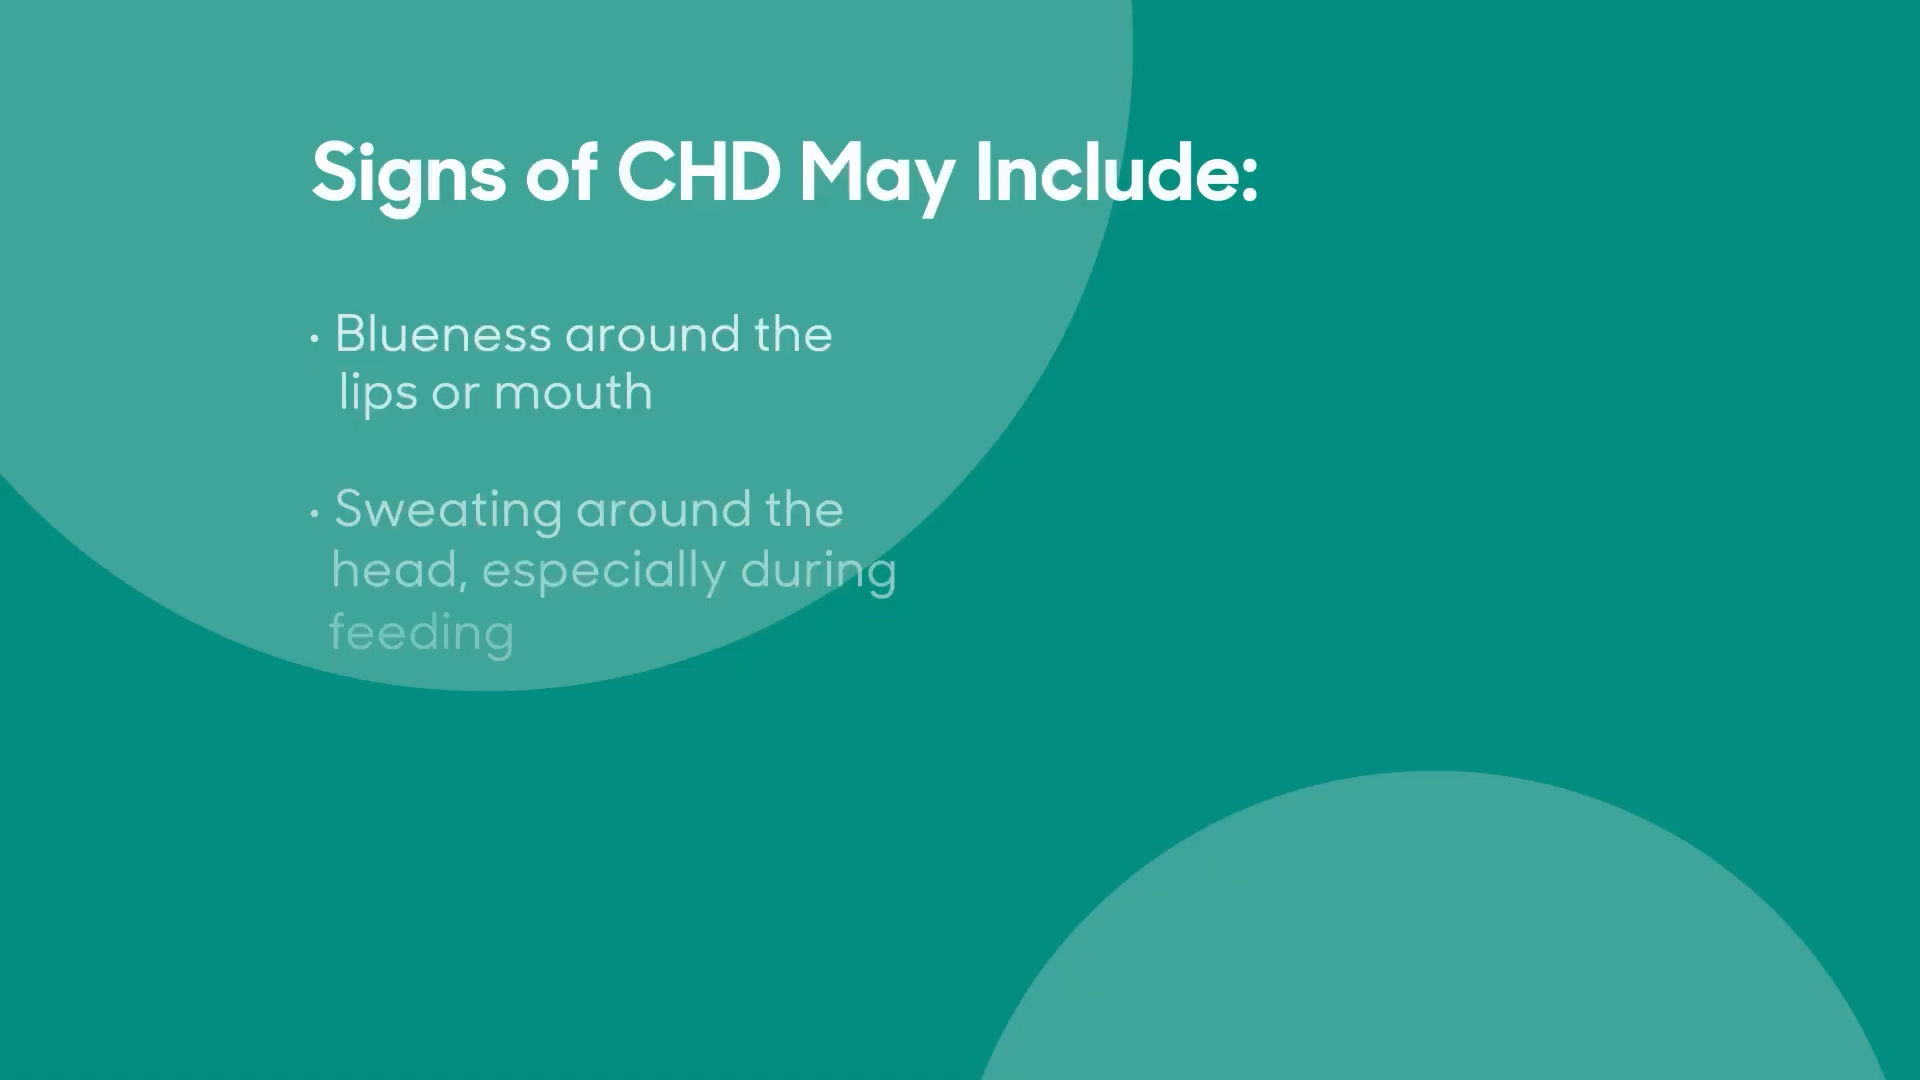 Signs of CHD May Include:
• Blueness around the
lips or mouth
• Sweating around the
head, especially during
feeding